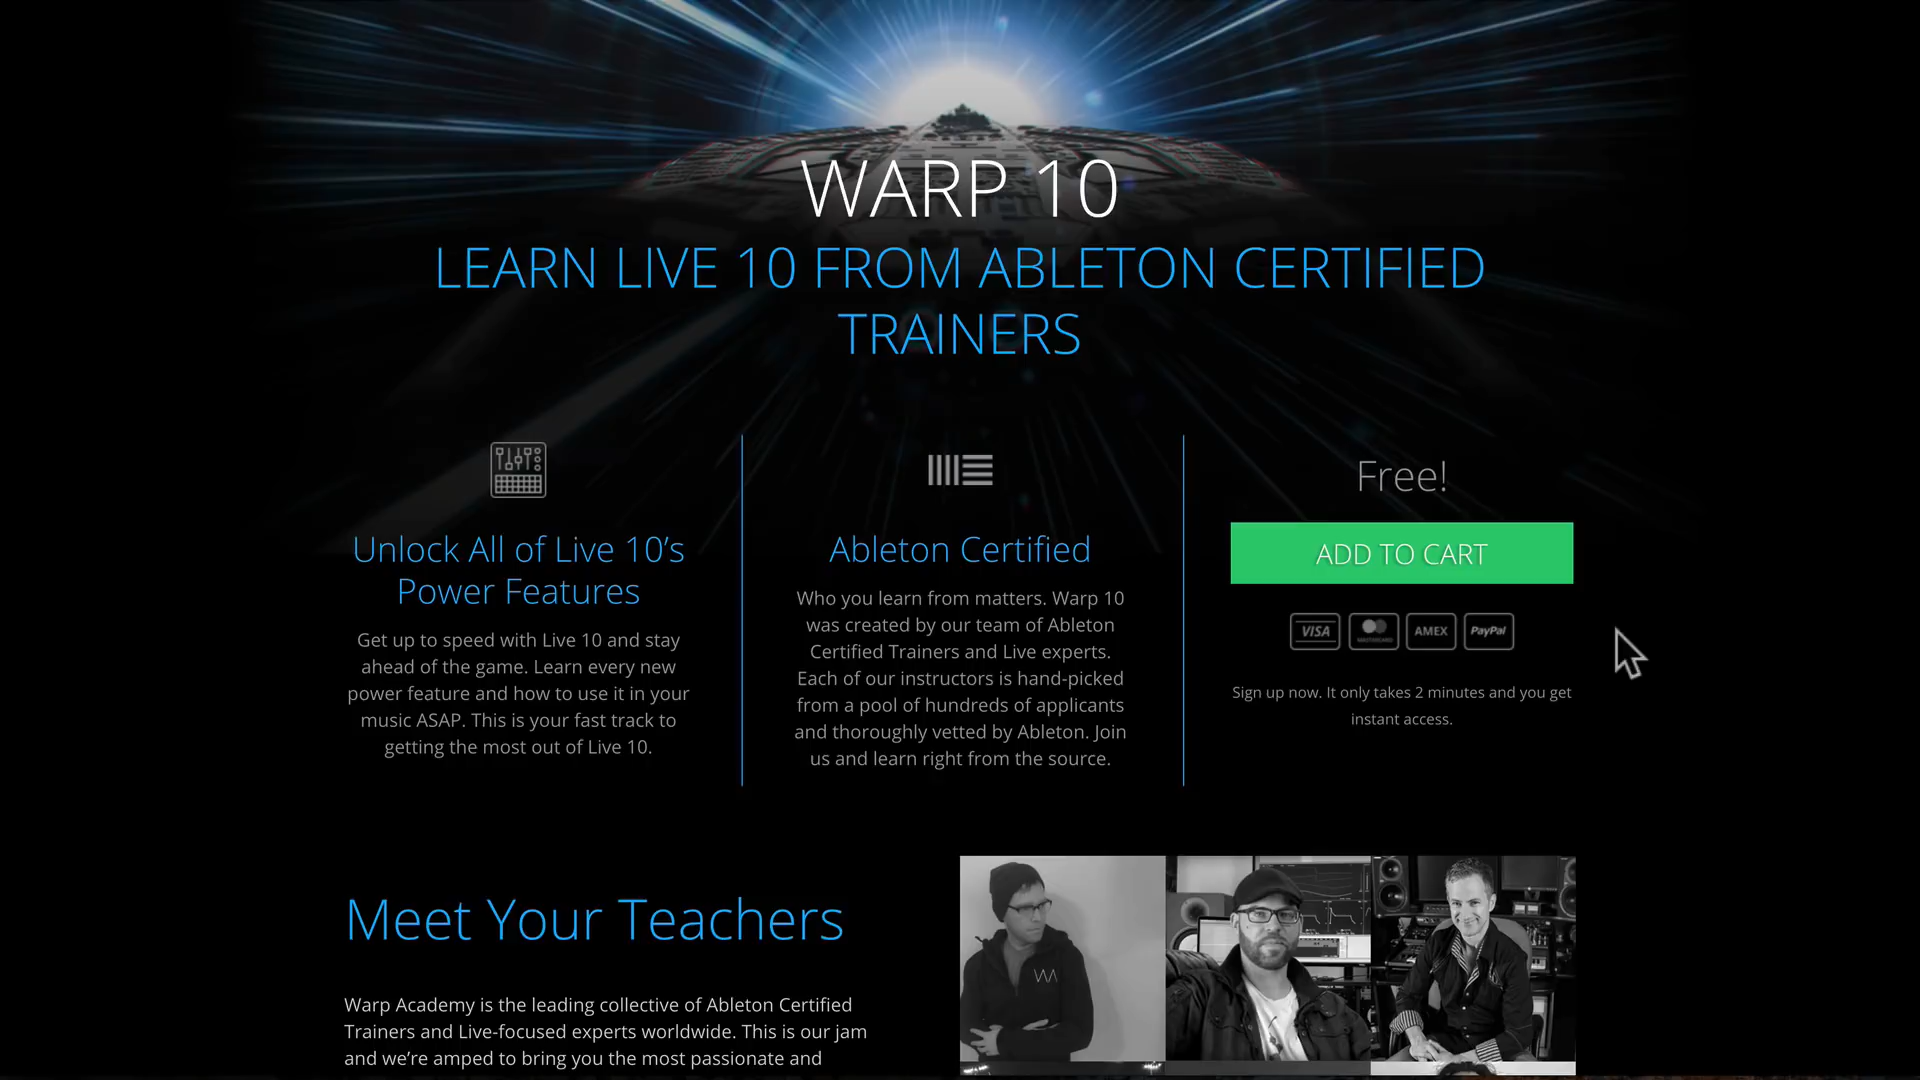 WARP 10
LEARN LIVE 10 FROM ABLETON CERTIFIED
TRAINERS
Unlock All of Live 10’s
Power Features
Get up to speed with Live 10 and stay
ahead of the game. Learn every new
power feature and how to use it in your
music ASAP. This is your fast track to
getting the most out of Live 10.
Ableton Certified
Who you learn from matters. Warp 10
was created by our team of Ableton
Certified Trainers and Live experts.
Each of our instructors is hand-picked
from a pool of hundreds of applicants
and thoroughly vetted by Ableton. Join
us and learn right from the source.
Free!
ADD TO CART
VISA MASTERCARD AMEX PayPal
Sign up now. It only takes 2 minutes and you get
instant access.
Meet Your Teachers
Warp Academy is the leading collective of Ableton Certified
Trainers and Live-focused experts worldwide. This is our jam
and we’re amped to bring you the most passionate and